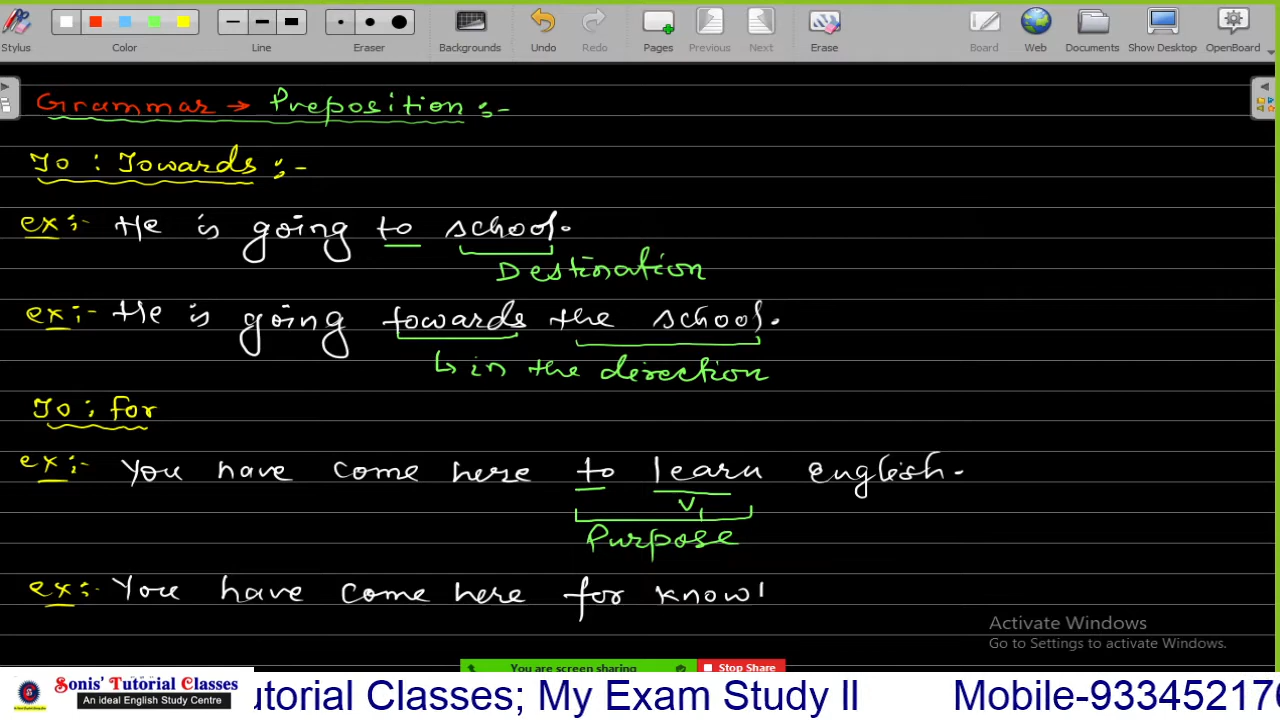 Stylus Color Line Eraser Backgrounds Undo Redo Pages Previous Next Erase Board Web Documents Show Desktop OpenBoard
Grammar → Preposition :-
To : Towards :-
ex :- He is going to school.
Destination
ex :- He is going towards the school.
↳ in the direction
To : for
ex :- You have come here to learn english.
V1
Purpose
ex :- You have come here for knowl
Activate Windows
Go to Settings to activate Windows.
You are screen sharing Stop Share
Sonis' Tutorial Classes
An ideal English Study Centre
utorial Classes; My Exam Study II Mobile-933452176